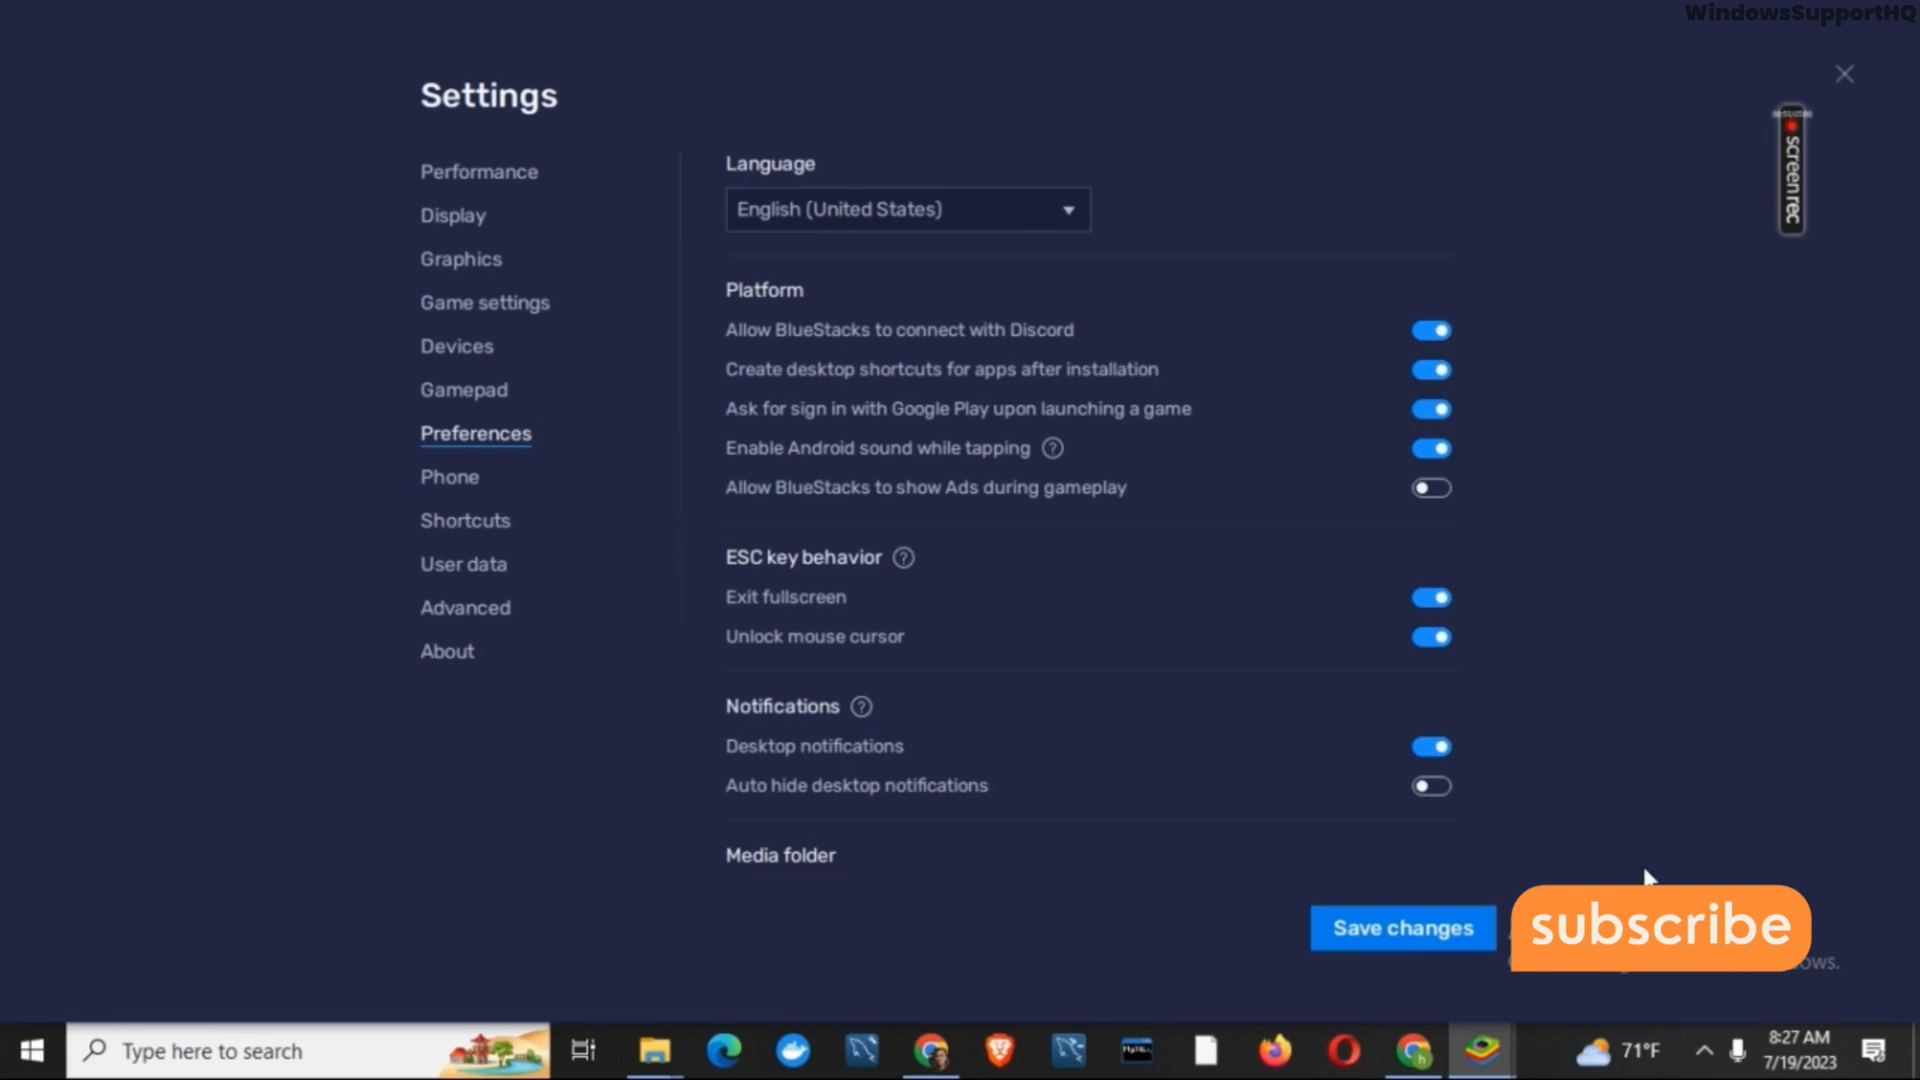 WindowsSupportHQ
Settings
screenrec
Performance
Display
Graphics
Game settings
Devices
Gamepad
Preferences
Phone
Shortcuts
User data
Advanced
About
Language
English (United States)
Platform
Allow BlueStacks to connect with Discord
Create desktop shortcuts for apps after installation
Ask for sign in with Google Play upon launching a game
Enable Android sound while tapping ?
Allow BlueStacks to show Ads during gameplay
ESC key behavior ?
Exit fullscreen
Unlock mouse cursor
Notifications ?
Desktop notifications
Auto hide desktop notifications
Media folder
Save changes
subscribe
ows.
Type here to search
71°F
8:27 AM
7/19/2023